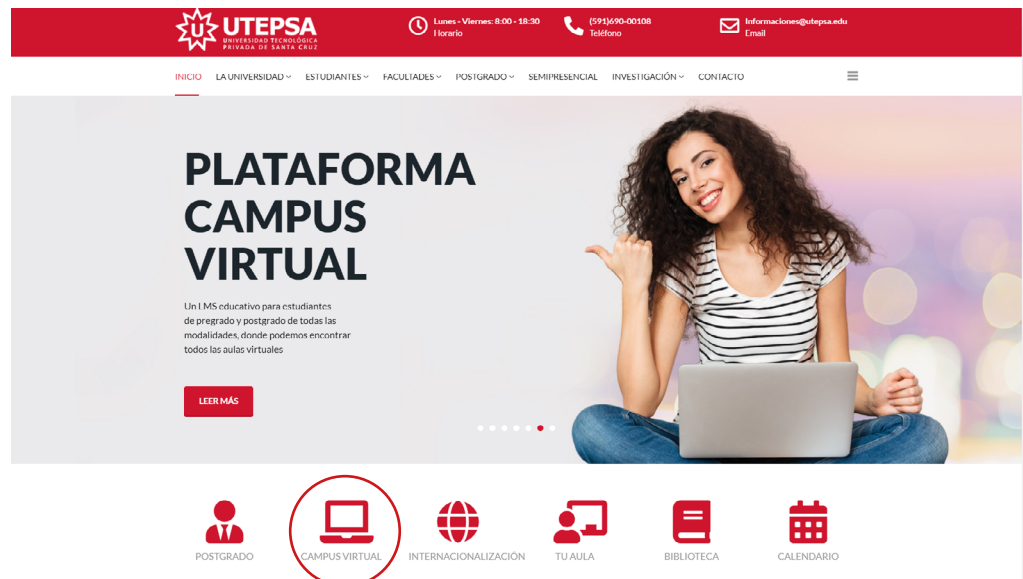 UTEPSA
UNIVERSIDAD TECNOLÓGICA
PRIVADA DE SANTA CRUZ
Lunes - Viernes: 8:00 - 18:30
Horario
(591)690-00108
Teléfono
Informaciones@utepsa.edu
Email
INICIO LA UNIVERSIDAD ESTUDIANTES FACULTADES POSTGRADO SEMIPRESENCIAL INVESTIGACIÓN CONTACTO
PLATAFORMA
CAMPUS
VIRTUAL
Un LMS educativo para estudiantes
de pregrado y postgrado de todas las
modalidades, donde podemos encontrar
todos las aulas virtuales
LEER MÁS
POSTGRADO CAMPUS VIRTUAL INTERNACIONALIZACIÓN TU AULA BIBLIOTECA CALENDARIO